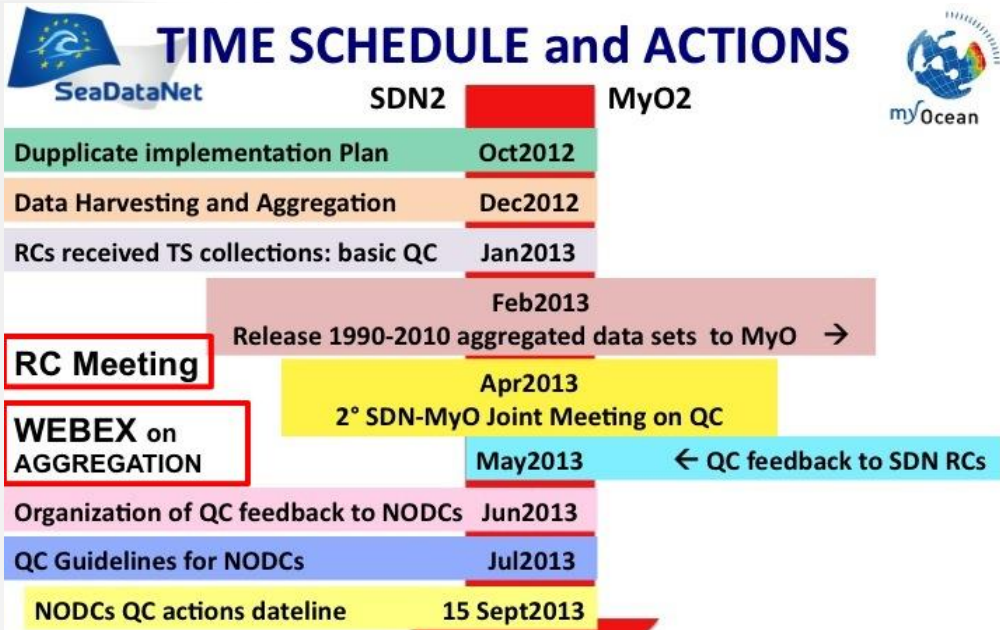 TIME SCHEDULE and ACTIONS
SeaDataNet
SDN2
MyO2
myOcean
Dupplicate implementation Plan Oct2012
Data Harvesting and Aggregation Dec2012
RCs received TS collections: basic QC Jan2013
Feb2013
Release 1990-2010 aggregated data sets to MyO →
RC Meeting
Apr2013
2° SDN-MyO Joint Meeting on QC
WEBEX on
AGGREGATION
May2013 ← QC feedback to SDN RCs
Organization of QC feedback to NODCs Jun2013
QC Guidelines for NODCs Jul2013
NODCs QC actions dateline 15 Sept2013